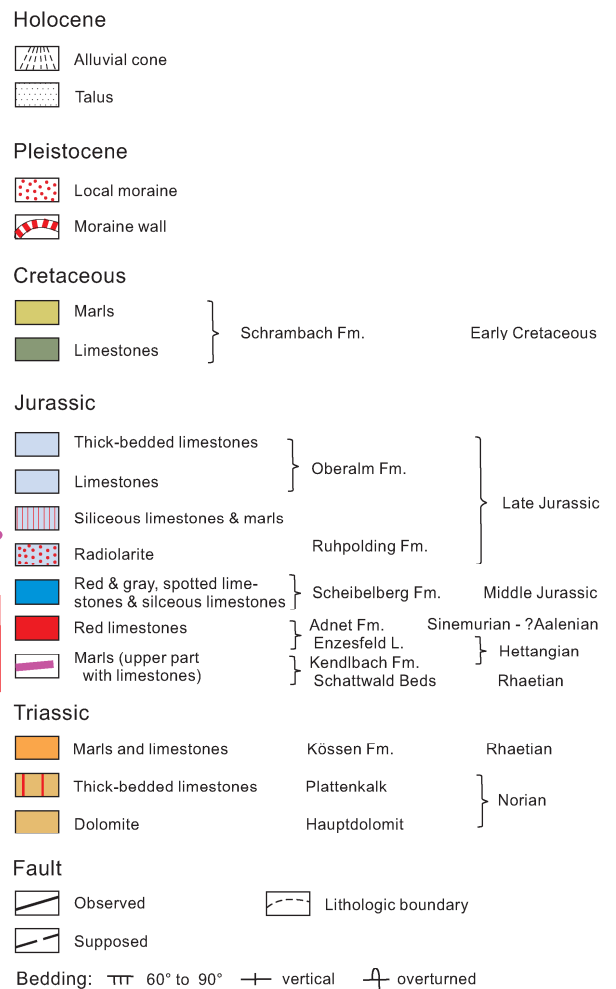 Holocene
Alluvial cone
Talus
Pleistocene
Local moraine
Moraine wall
Cretaceous
Marls
Schrambach Fm. Early Cretaceous
Limestones
Jurassic
Thick-bedded limestones
Oberalm Fm.
Limestones
Late Jurassic
Siliceous limestones & marls
Ruhpolding Fm.
Radiolarite
Red & gray, spotted lime-
stones & silceous limestones
Scheibelberg Fm. Middle Jurassic
Red limestones Adnet Fm. Sinemurian - ?Aalenian
Enzesfeld L.
Hettangian
Marls (upper part Kendlbach Fm.
with limestones) Schattwald Beds Rhaetian
Triassic
Marls and limestones Kössen Fm. Rhaetian
Thick-bedded limestones Plattenkalk
Norian
Dolomite Hauptdolomit
Fault
Observed Lithologic boundary
Supposed
Bedding: 60° to 90° vertical overturned